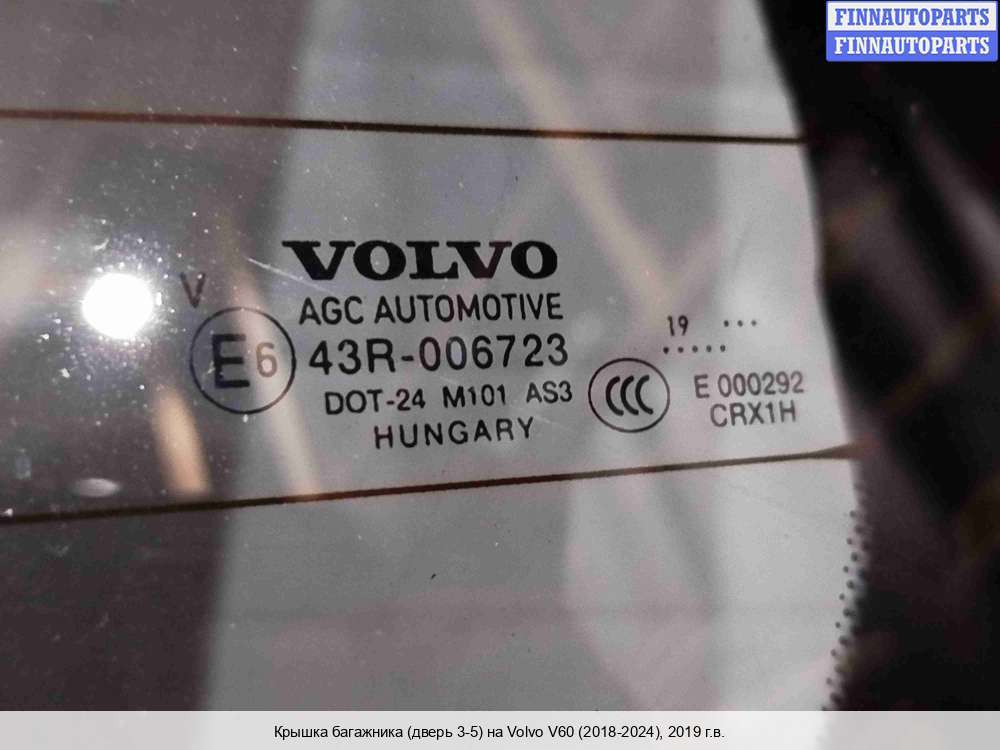 FINNAUTOPARTS
FINNAUTOPARTS
VOLVO
V
AGC AUTOMOTIVE
E6 43R-006723
DOT-24 M101 AS3
HUNGARY
19 ...
.....
CCC
E 000292
CRX1H
Крышка багажника (дверь 3-5) на Volvo V60 (2018-2024), 2019 г.в.